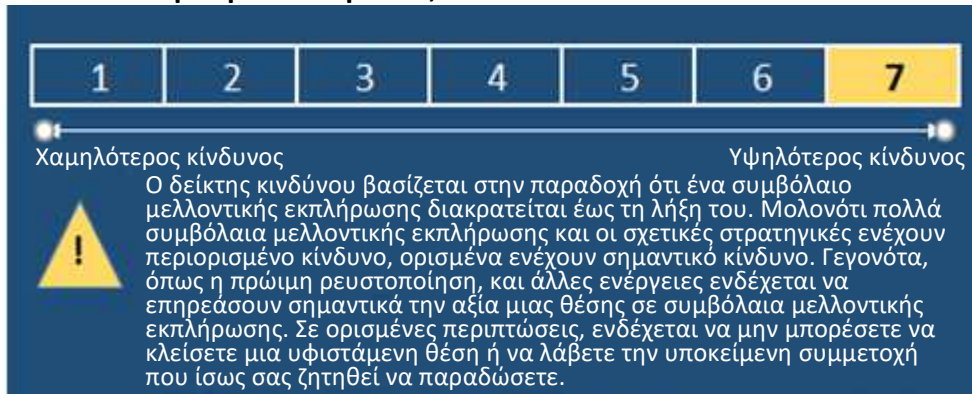 1 2 3 4 5 6 7
Χαμηλότερος κίνδυνος Υψηλότερος κίνδυνος
Ο δείκτης κινδύνου βασίζεται στην παραδοχή ότι ένα συμβόλαιο
μελλοντικής εκπλήρωσης διακρατείται έως τη λήξη του. Μολονότι πολλά
συμβόλαια μελλοντικής εκπλήρωσης και οι σχετικές στρατηγικές ενέχουν
περιορισμένο κίνδυνο, ορισμένα ενέχουν σημαντικό κίνδυνο. Γεγονότα,
όπως η πρώιμη ρευστοποίηση, και άλλες ενέργειες ενδέχεται να
επηρεάσουν σημαντικά την αξία μιας θέσης σε συμβόλαια μελλοντικής
εκπλήρωσης. Σε ορισμένες περιπτώσεις, ενδέχεται να μην μπορέσετε να
κλείσετε μια υφιστάμενη θέση ή να λάβετε την υποκείμενη συμμετοχή
που ίσως σας ζητηθεί να παραδώσετε.
!